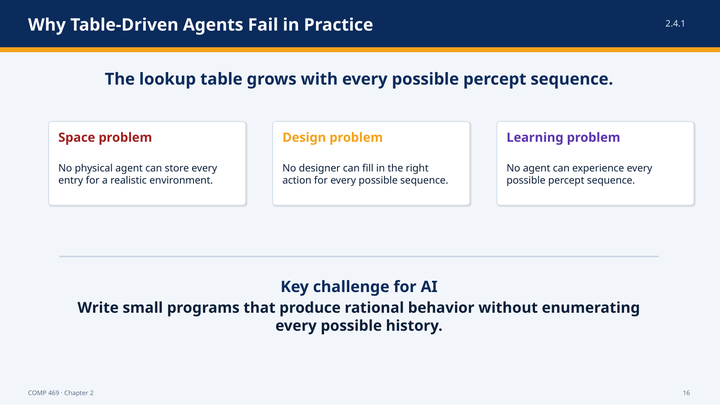 Why Table-Driven Agents Fail in Practice
2.4.1
The lookup table grows with every possible percept sequence.
Space problem
No physical agent can store every
entry for a realistic environment.
Design problem
No designer can fill in the right
action for every possible sequence.
Learning problem
No agent can experience every
possible percept sequence.
Key challenge for AI
Write small programs that produce rational behavior without enumerating
every possible history.
COMP 469 · Chapter 2
16